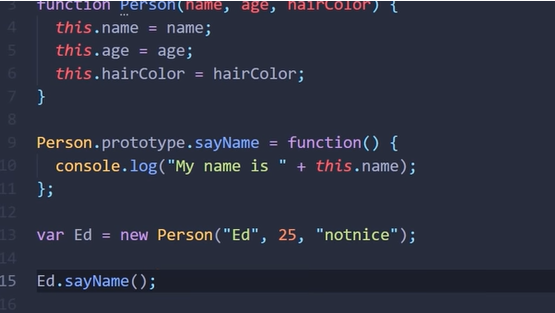 3 function Person(name, age, hairColor) {
4   this.name = name;
5   this.age = age;
6   this.hairColor = hairColor;
7 }
8
9 Person.prototype.sayName = function() {
10   console.log("My name is " + this.name);
11 };
12
13 var Ed = new Person("Ed", 25, "notnice");
14
15 Ed.sayName();
16